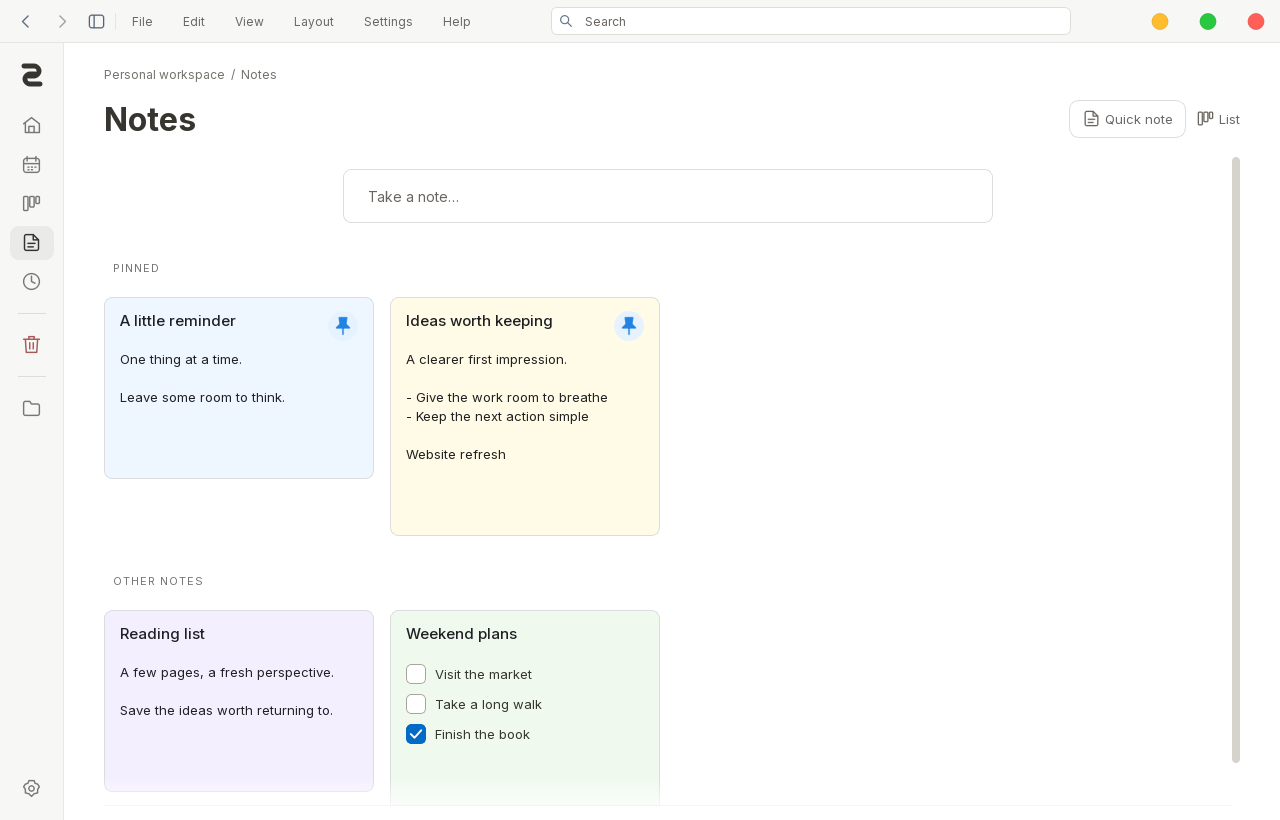 File Edit View Layout Settings Help Search
Personal workspace / Notes
Notes
Quick note List
Take a note...
PINNED
A little reminder
One thing at a time.
Leave some room to think.
Ideas worth keeping
A clearer first impression.
- Give the work room to breathe
- Keep the next action simple
Website refresh
OTHER NOTES
Reading list
A few pages, a fresh perspective.
Save the ideas worth returning to.
Weekend plans
Visit the market
Take a long walk
Finish the book